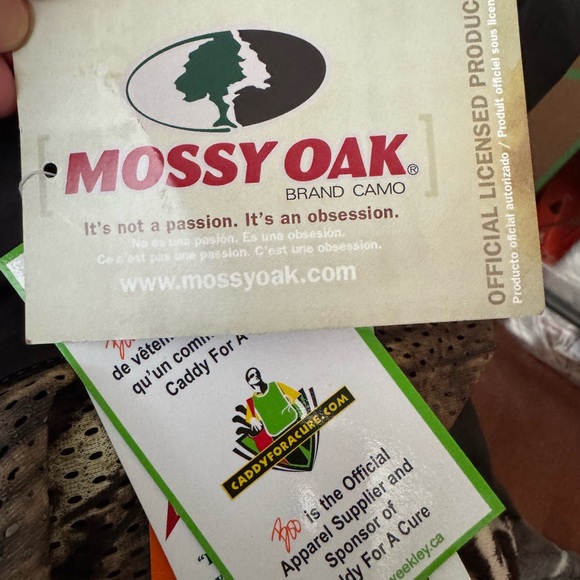 MOSSY OAK®
BRAND CAMO
It's not a passion. It's an obsession.
No es una pasión. Es una obsesión.
Ce n'est pas une passion. C'est une obsession.
www.mossyoak.com
OFFICIAL LICENSED PRODUC
Producto oficial autorizado / Produit officiel sous licen
de vêtem
qu'un comm
Caddy For A
CADDYFORACURE.COM
Boo is the Official
Apparel Supplier and
Sponsor of
ddy For A Cure
weekley.ca